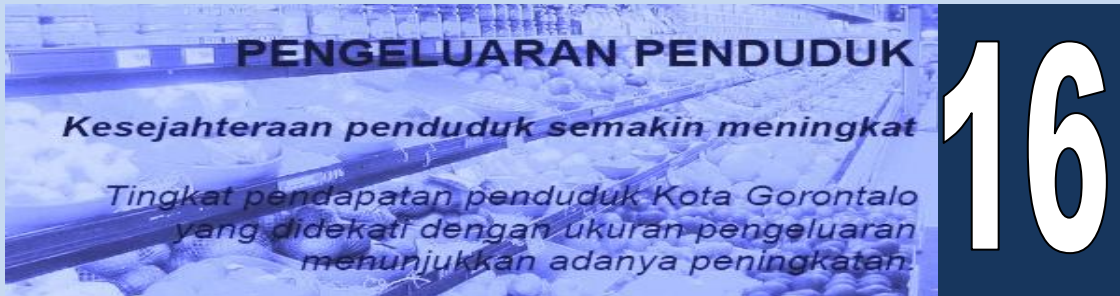 PENGELUARAN PENDUDUK
16
Kesejahteraan penduduk semakin meningkat
Tingkat pendapatan penduduk Kota Gorontalo
yang didekati dengan ukuran pengeluaran
menunjukkan adanya peningkatan.